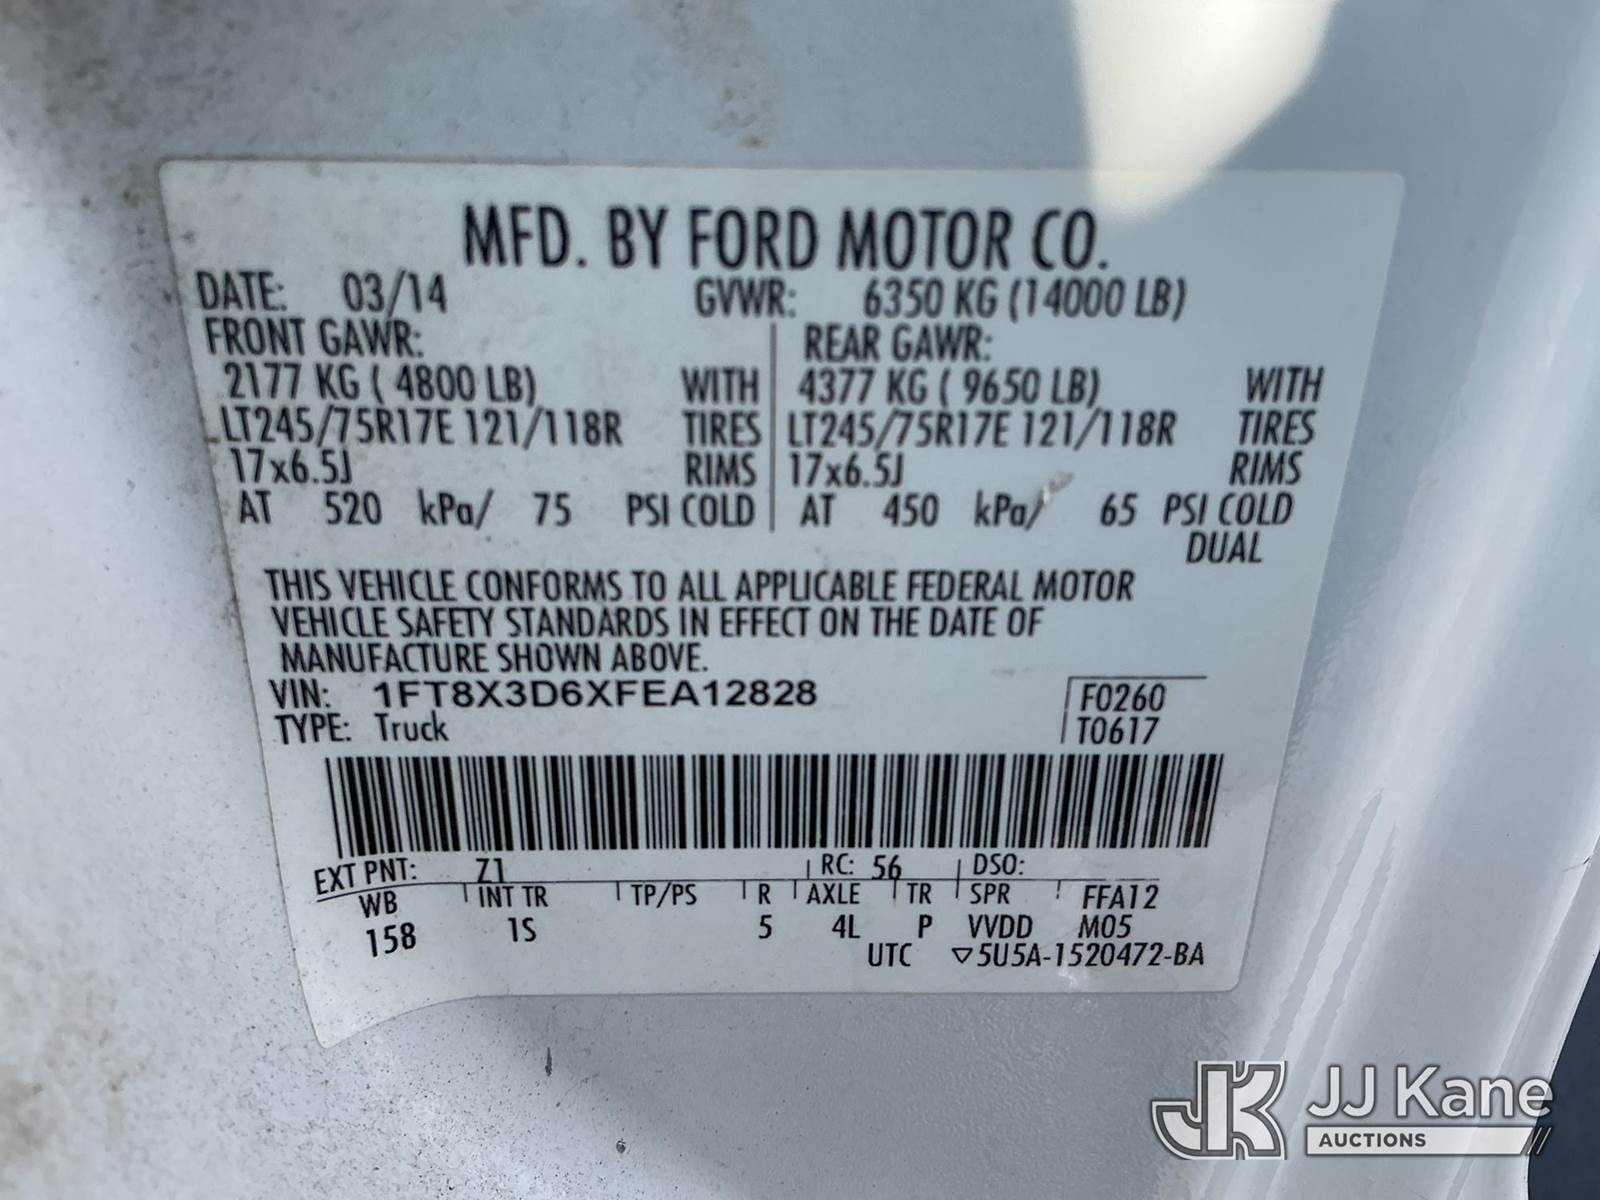 MFD. BY FORD MOTOR CO.
DATE: 03/14 GVWR: 6350 KG (14000 LB)
FRONT GAWR: REAR GAWR:
2177 KG ( 4800 LB) WITH 4377 KG ( 9650 LB) WITH
LT245/75R17E 121/118R TIRES LT245/75R17E 121/118R TIRES
17x6.5J RIMS 17x6.5J RIMS
AT 520 kPa/ 75 PSI COLD AT 450 kPa/ 65 PSI COLD
DUAL
THIS VEHICLE CONFORMS TO ALL APPLICABLE FEDERAL MOTOR
VEHICLE SAFETY STANDARDS IN EFFECT ON THE DATE OF
MANUFACTURE SHOWN ABOVE.
VIN: 1FT8X3D6XFEA12828 F0260
TYPE: Truck T0617
EXT PNT: Z1 RC: 56 DSO:
WB INT TR TP/PS R AXLE TR SPR FFA12
158 1S 5 4L P VVDD M05
UTC ▽5U5A-1520472-BA
JK JJ Kane
AUCTIONS